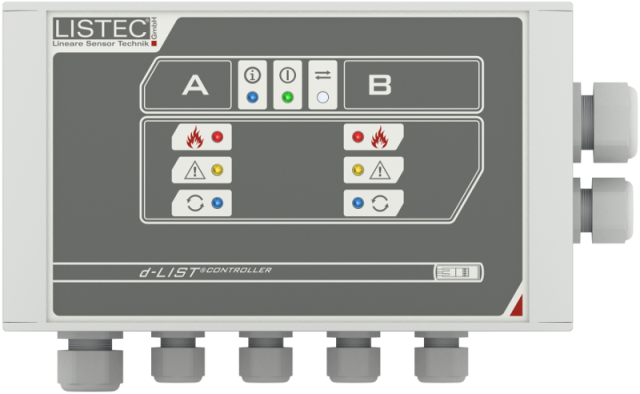 LISTEC GmbH
Lineare Sensor Technik
A
B
d-LIST®CONTROLLER